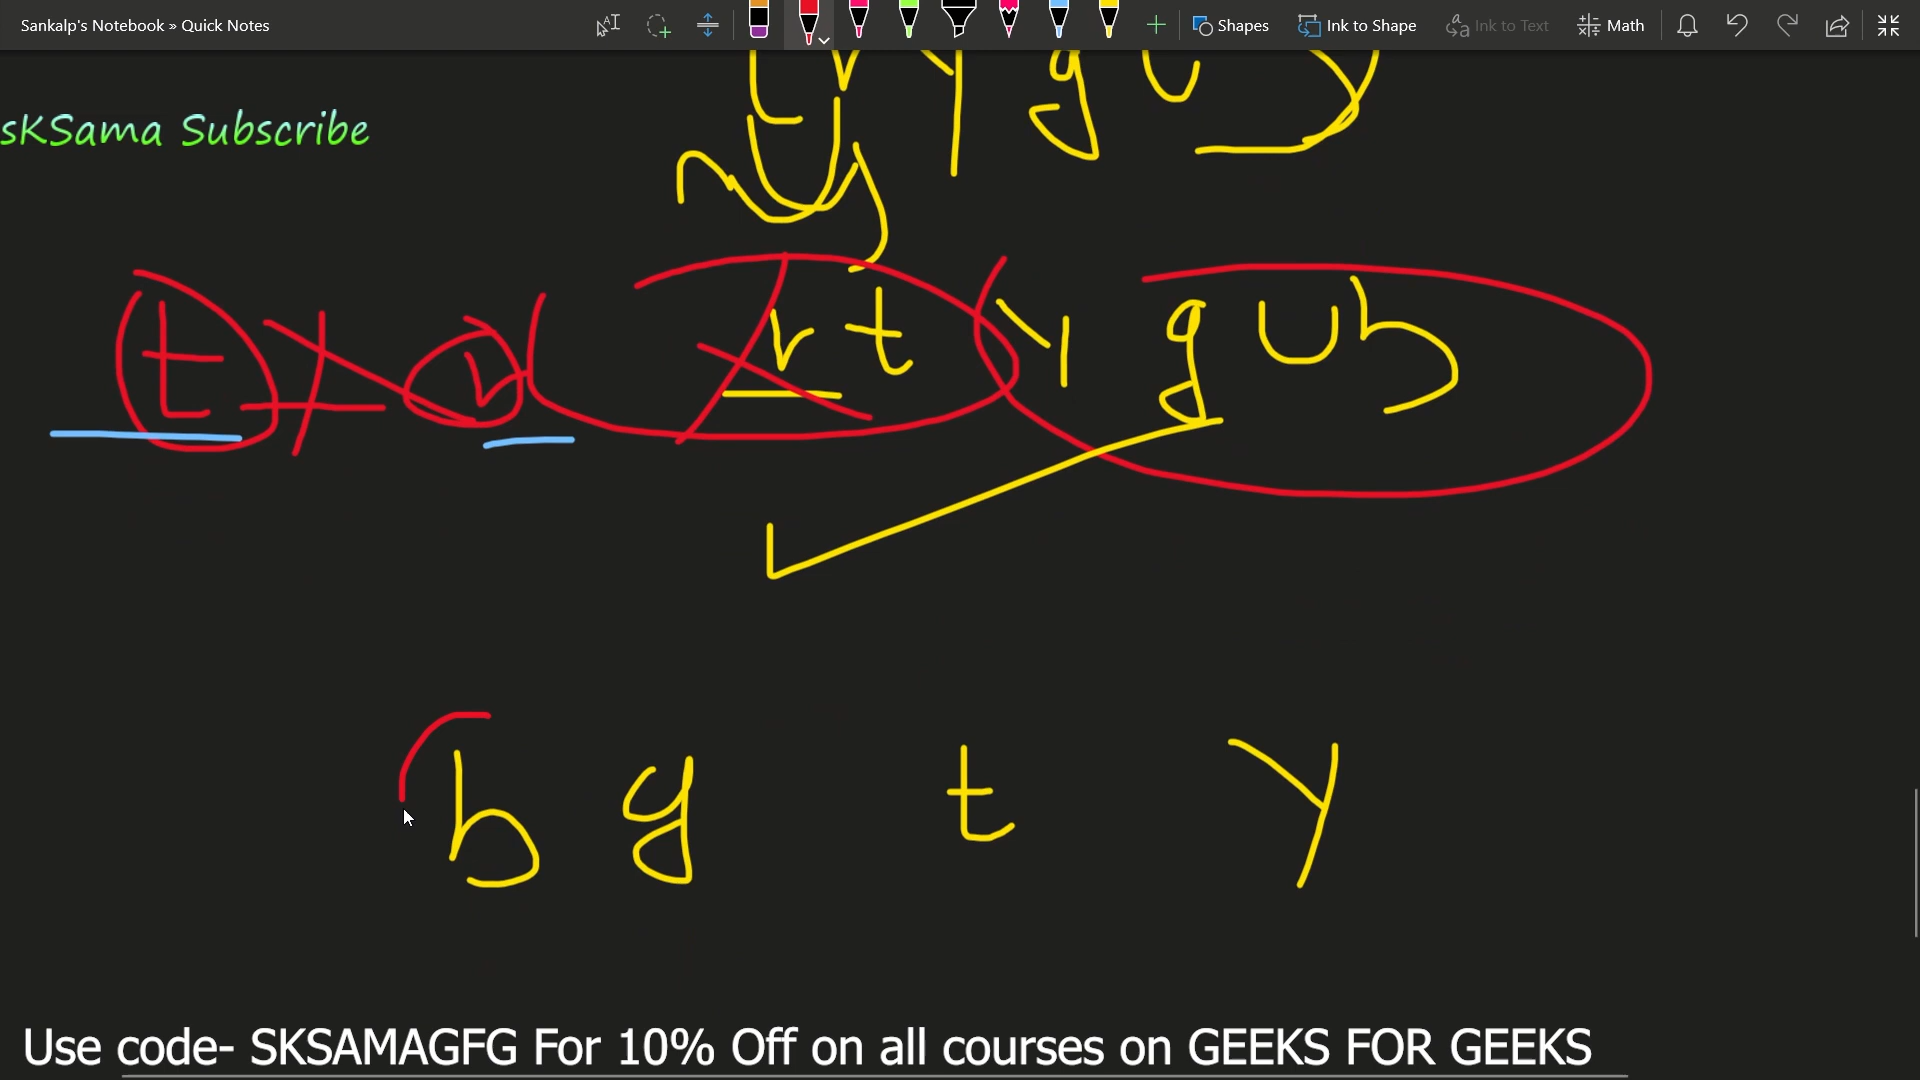 Sankalp's Notebook » Quick Notes
Shapes Ink to Shape Ink to Text Math
sKSama Subscribe
t r r t y g u h
h g t y
Use code- SKSAMAGFG For 10% Off on all courses on GEEKS FOR GEEKS